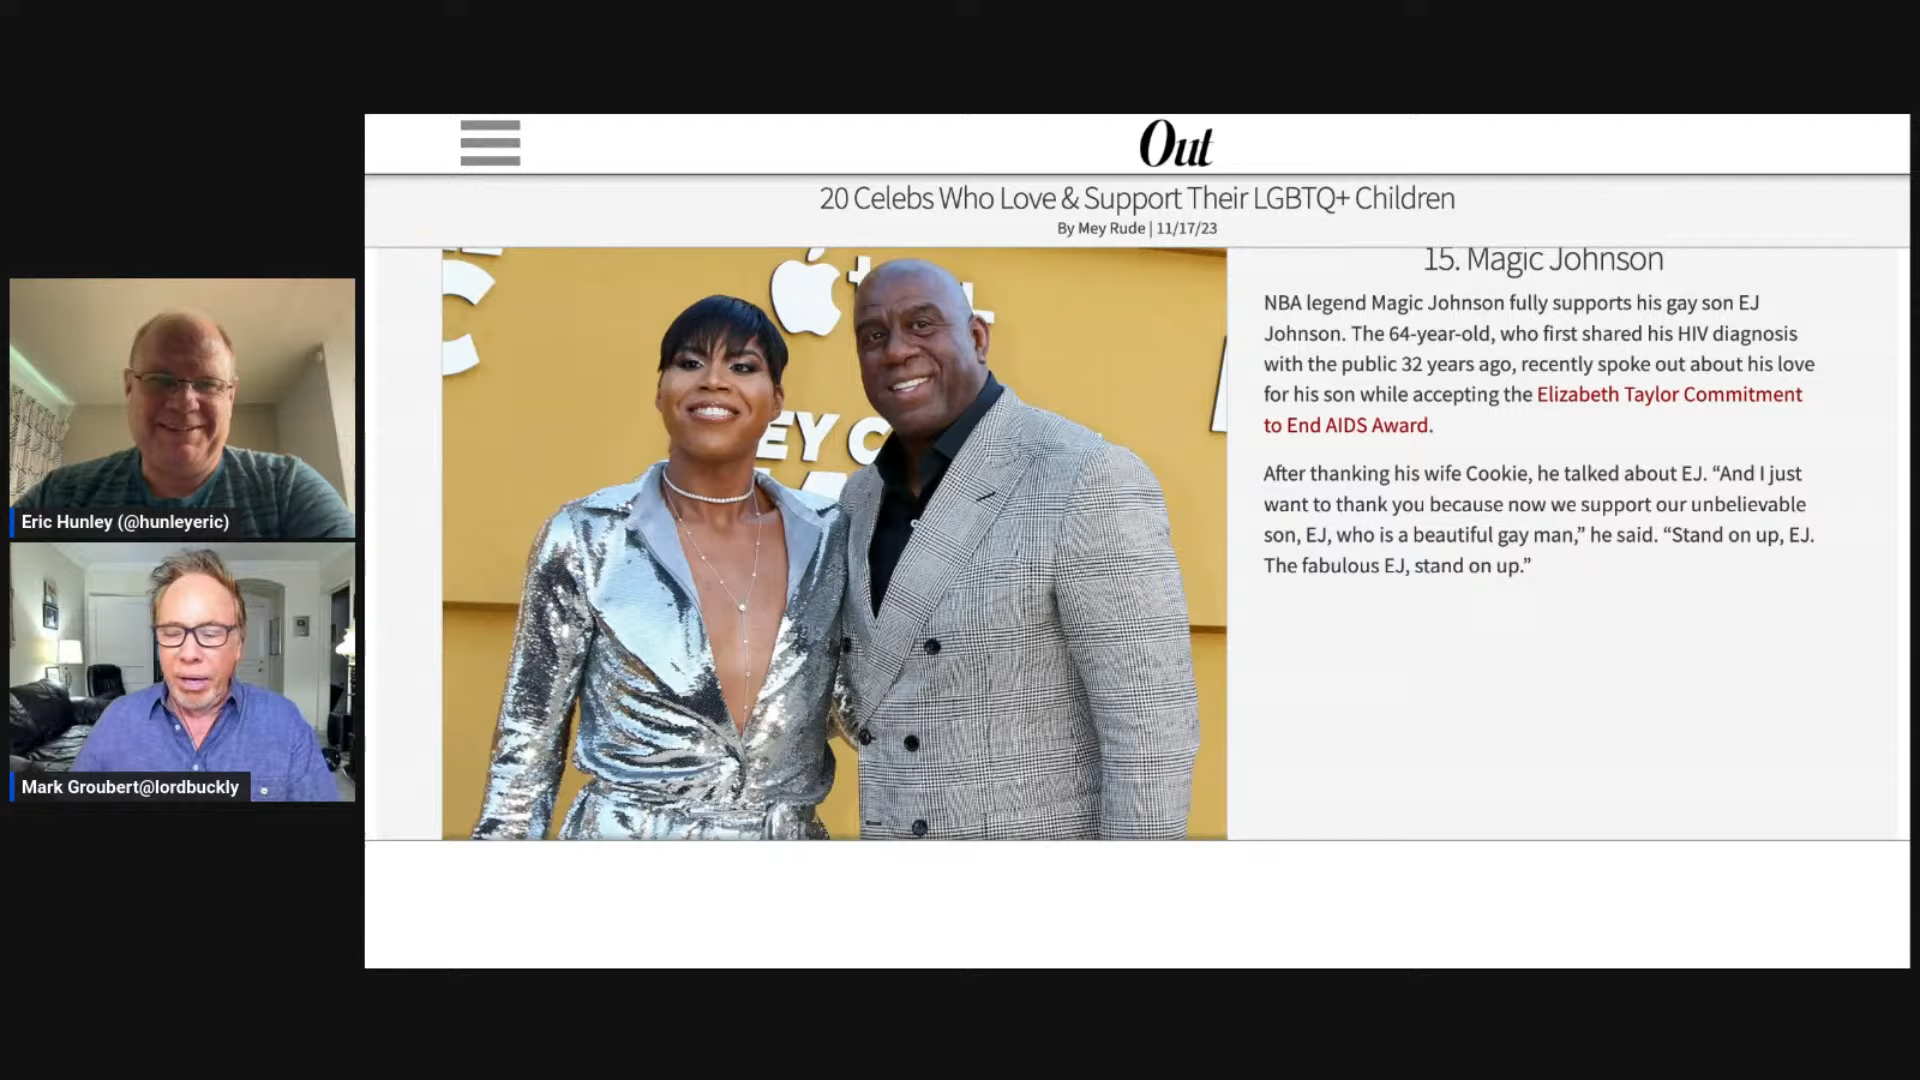 Out
20 Celebs Who Love & Support Their LGBTQ+ Children
By Mey Rude | 11/17/23
15. Magic Johnson
NBA legend Magic Johnson fully supports his gay son EJ
Johnson. The 64-year-old, who first shared his HIV diagnosis
with the public 32 years ago, recently spoke out about his love
for his son while accepting the Elizabeth Taylor Commitment
to End AIDS Award.
After thanking his wife Cookie, he talked about EJ. “And I just
want to thank you because now we support our unbelievable
son, EJ, who is a beautiful gay man,” he said. “Stand on up, EJ.
The fabulous EJ, stand on up.”
Eric Hunley (@hunleyeric)
Mark Groubert@lordbuckly